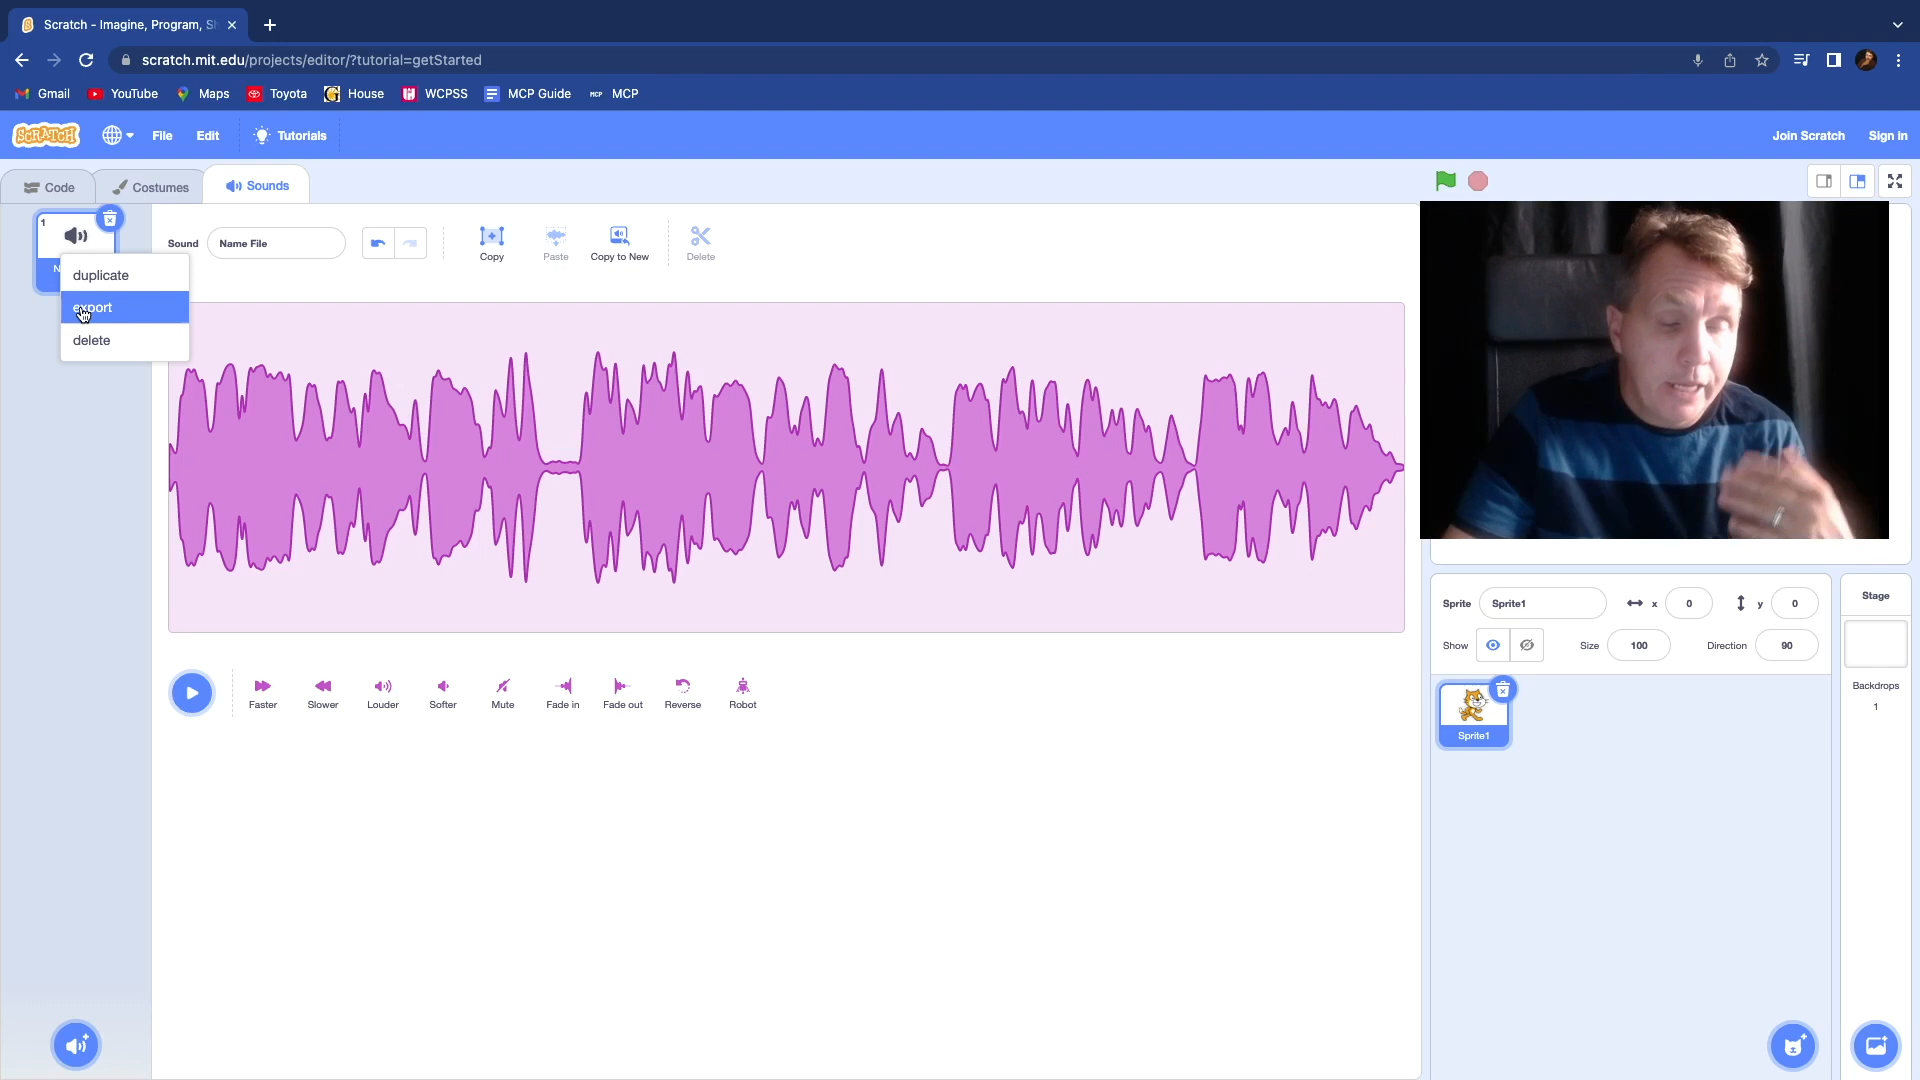 Scratch - Imagine, Program, Sh
scratch.mit.edu/projects/editor/?tutorial=getStarted
Gmail YouTube Maps Toyota House WCPSS MCP Guide MCP MCP
SCRATCH File Edit Tutorials Join Scratch Sign in
Code Costumes Sounds
1
Sound Name File Copy Paste Copy to New Delete
N
duplicate
export
delete
Faster Slower Louder Softer Mute Fade in Fade out Reverse Robot
Sprite Sprite1 x 0 y 0
Show Size 100 Direction 90
Sprite1
Stage
Backdrops
1